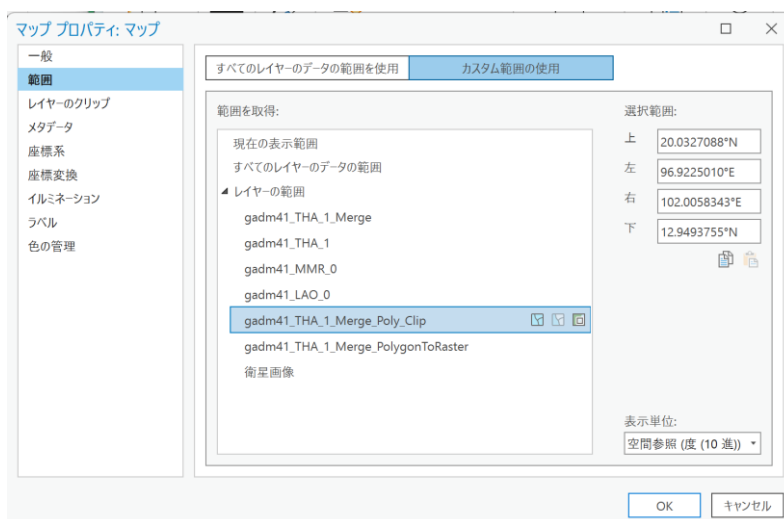 マップ プロパティ: マップ
一般
範囲
レイヤーのクリップ
メタデータ
座標系
座標変換
イルミネーション
ラベル
色の管理
すべてのレイヤーのデータの範囲を使用
カスタム範囲の使用
範囲を取得:
現在の表示範囲
すべてのレイヤーのデータの範囲
レイヤーの範囲
gadm41_THA_1_Merge
gadm41_THA_1
gadm41_MMR_0
gadm41_LAO_0
gadm41_THA_1_Merge_Poly_Clip
gadm41_THA_1_Merge_PolygonToRaster
衛星画像
選択範囲:
上 20.0327088°N
左 96.9225010°E
右 102.0058343°E
下 12.9493755°N
表示単位:
空間参照 (度 (10 進))
OK
キャンセル